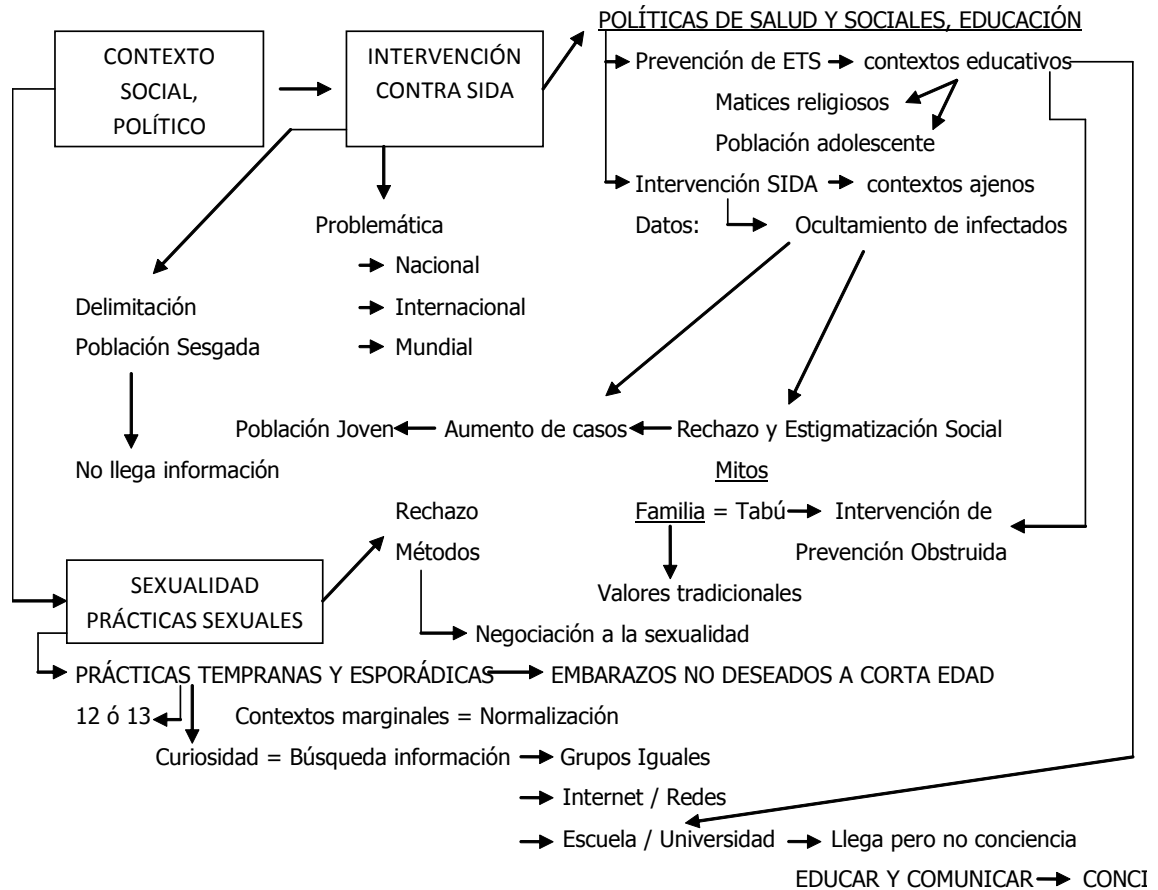 POLÍTICAS DE SALUD Y SOCIALES, EDUCACIÓN
CONTEXTO
SOCIAL,
POLÍTICO
INTERVENCIÓN
CONTRA SIDA
Prevención de ETS contextos educativos
Matices religiosos
Población adolescente
Intervención SIDA contextos ajenos
Datos: Ocultamiento de infectados
Problemática
Nacional
Internacional
Mundial
Delimitación
Población Sesgada
No llega información
Población Joven Aumento de casos Rechazo y Estigmatización Social
Mitos
Familia = Tabú Intervención de
Prevención Obstruida
Valores tradicionales
Rechazo
Métodos
Negociación a la sexualidad
SEXUALIDAD
PRÁCTICAS SEXUALES
PRÁCTICAS TEMPRANAS Y ESPORÁDICAS EMBARAZOS NO DESEADOS A CORTA EDAD
12 ó 13 Contextos marginales = Normalización
Curiosidad = Búsqueda información Grupos Iguales
Internet / Redes
Escuela / Universidad Llega pero no conciencia
EDUCAR Y COMUNICAR CONCI